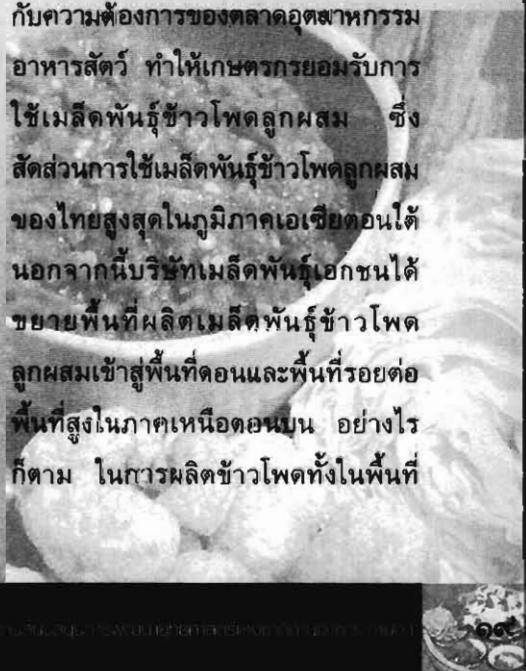 กับความต้องการของตลาดอุตสาหกรรม
อาหารสัตว์ ทำให้เกษตรกรยอมรับการ
ใช้เมล็ดพันธุ์ข้าวโพดลูกผสม ซึ่ง
สัดส่วนการใช้เมล็ดพันธุ์ข้าวโพดลูกผสม
ของไทยสูงสุดในภูมิภาคเอเซียตอนใต้
นอกจากนี้บริษัทเมล็ดพันธุ์เอกชนได้
ขยายพื้นที่ผลิตเมล็ดพันธุ์ข้าวโพด
ลูกผสมเข้าสู่พื้นที่ดอนและพื้นที่รอยต่อ
พื้นที่สูงในภาคเหนือตอนบน อย่างไร
ก็ตาม ในการผลิตข้าวโพดทั้งในพื้นที่
๑๙